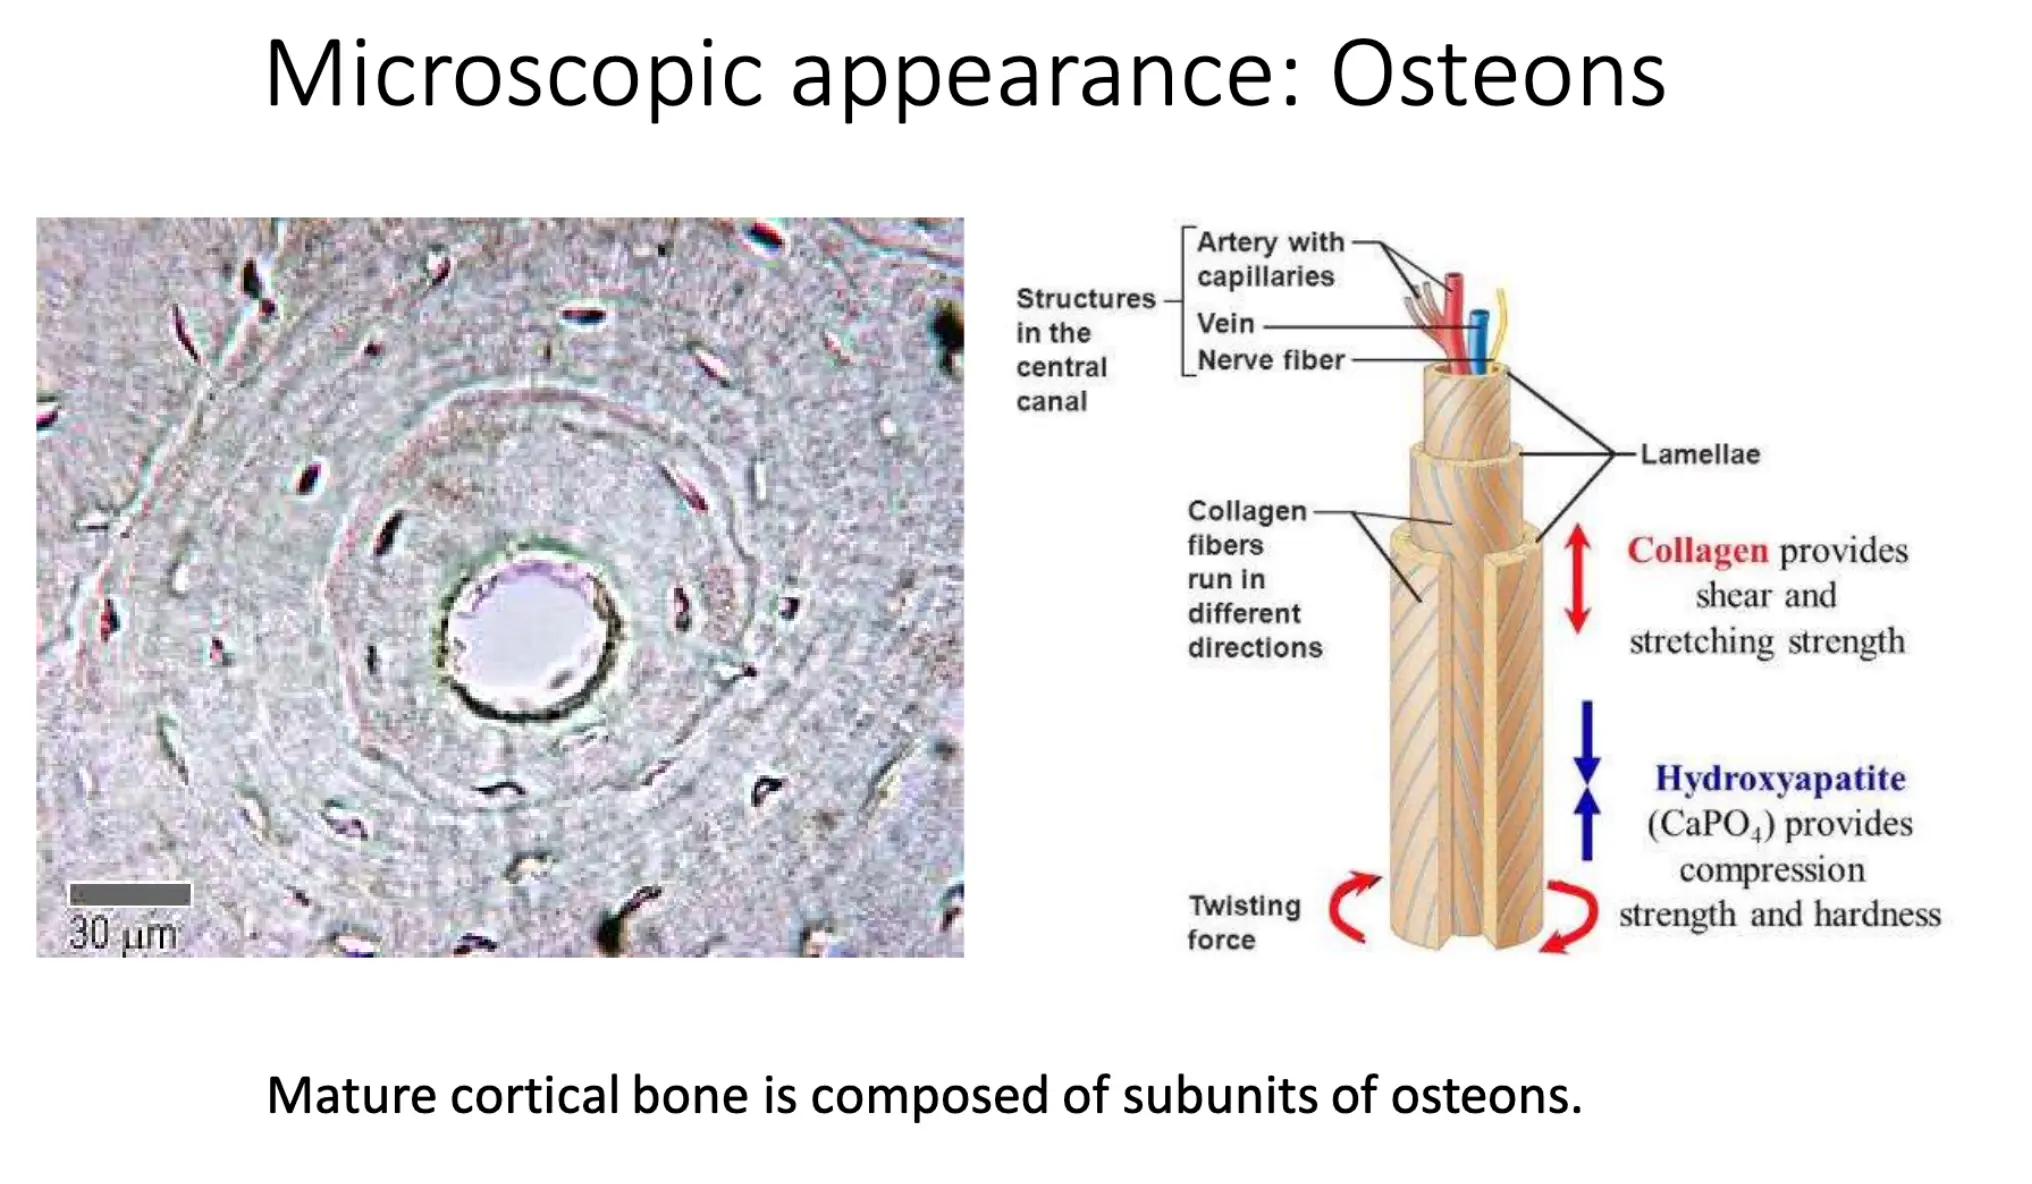 Microscopic appearance: Osteons
30 μm
Structures
in the
central
canal
Artery with
capillaries
Vein
Nerve fiber
Lamellae
Collagen
fibers
run in
different
directions
Collagen provides
shear and
stretching strength
Hydroxyapatite
(CaPO₄) provides
compression
strength and hardness
Twisting
force
Mature cortical bone is composed of subunits of osteons.